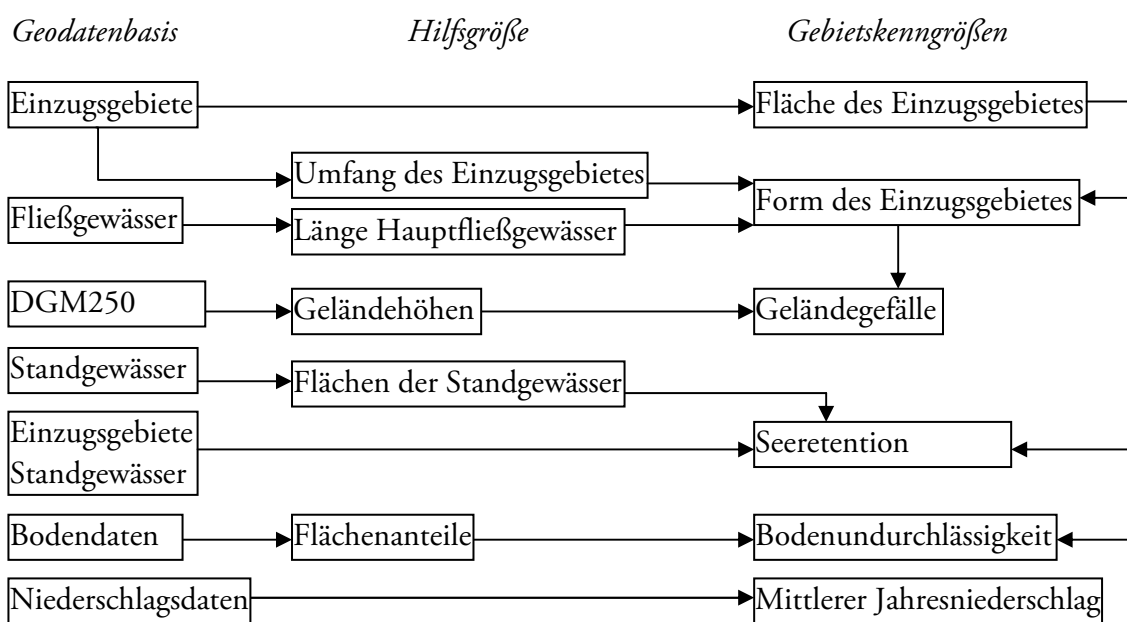 Geodatenbasis
Hilfsgröße
Gebietskenngrößen
Einzugsgebiete
Fläche des Einzugsgebietes
Umfang des Einzugsgebietes
Form des Einzugsgebietes
Fließgewässer
Länge Hauptfließgewässer
DGM250
Geländehöhen
Geländegefälle
Standgewässer
Flächen der Standgewässer
Einzugsgebiete
Standgewässer
Seeretention
Bodendaten
Flächenanteile
Bodenundurchlässigkeit
Niederschlagsdaten
Mittlerer Jahresniederschlag